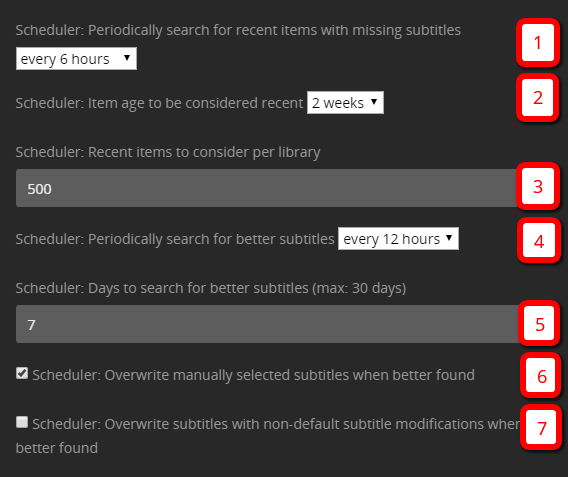 Scheduler: Periodically search for recent items with missing subtitles
1
every 6 hours
2
Scheduler: Item age to be considered recent 2 weeks
Scheduler: Recent items to consider per library
500
3
Scheduler: Periodically search for better subtitles every 12 hours
4
Scheduler: Days to search for better subtitles (max: 30 days)
7
5
Scheduler: Overwrite manually selected subtitles when better found
6
Scheduler: Overwrite subtitles with non-default subtitle modifications when
7
better found